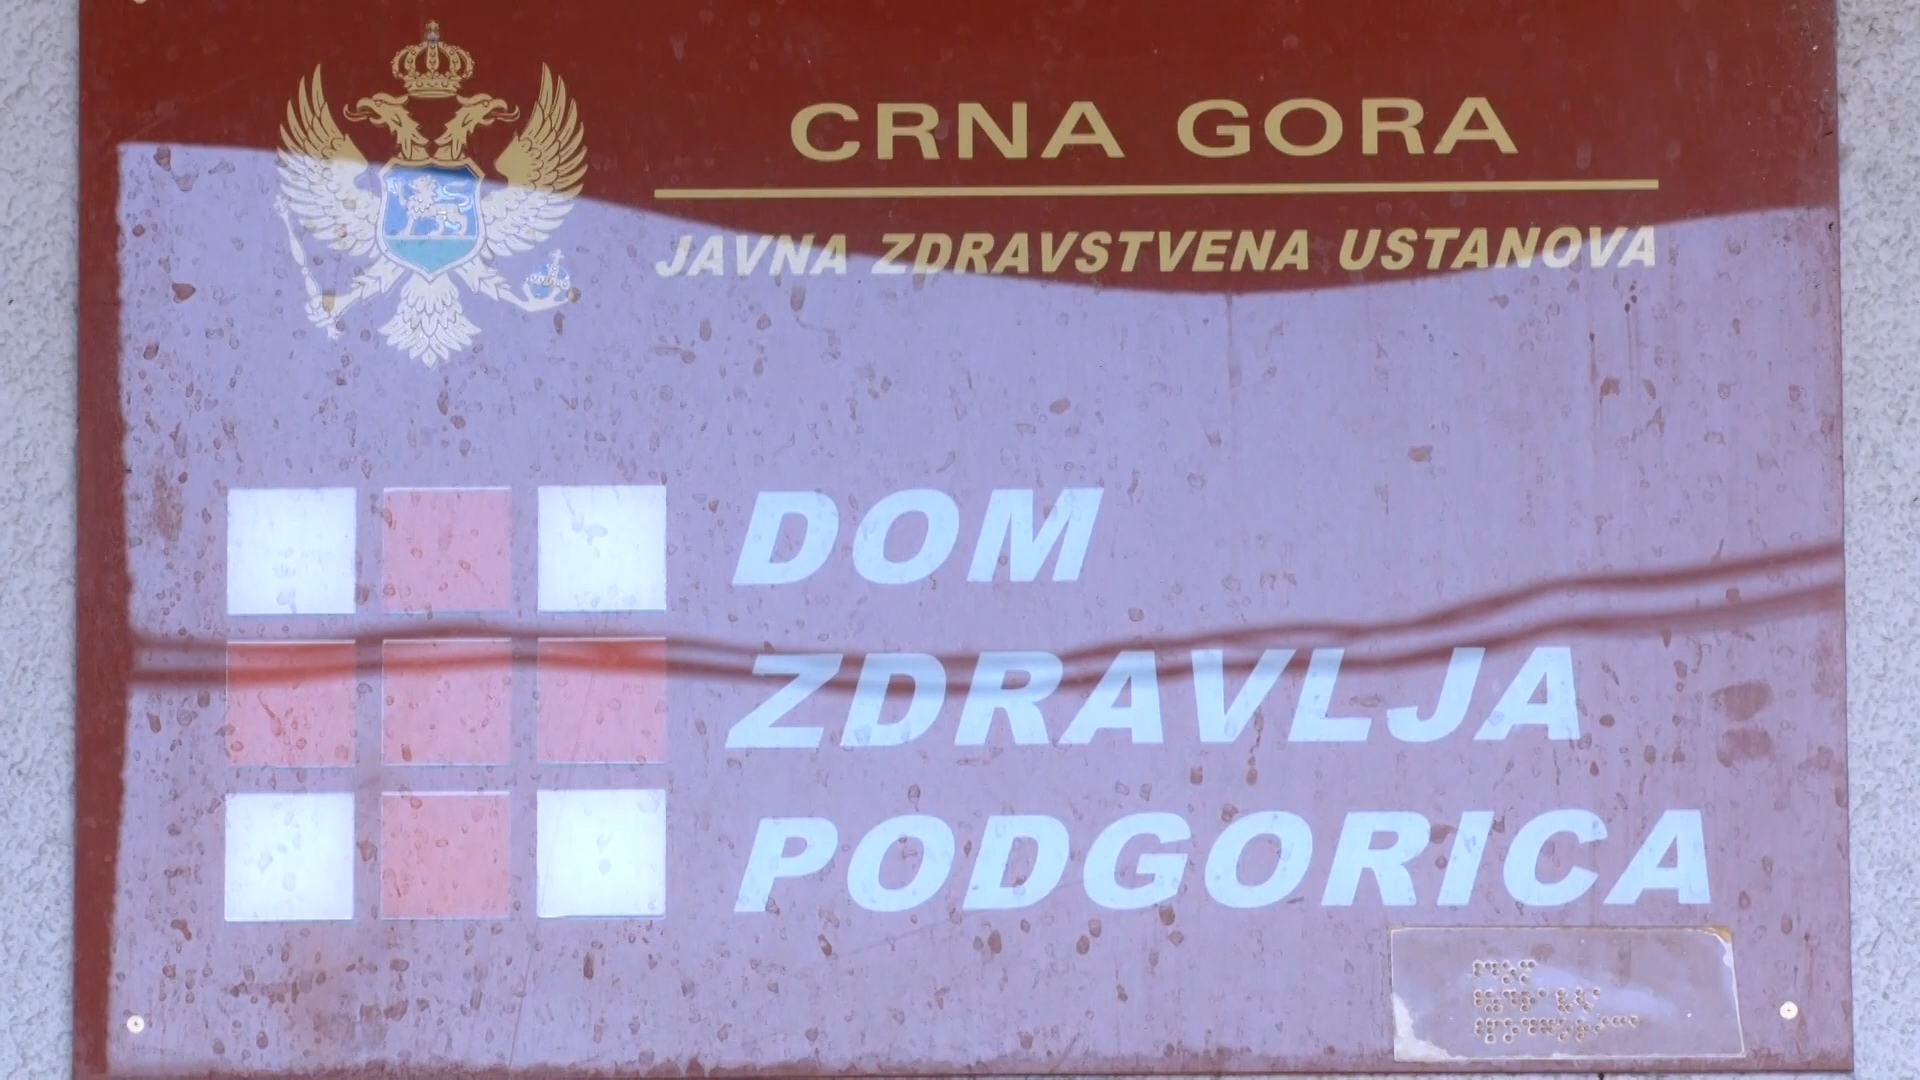 CRNA GORA
JAVNA ZDRAVSTVENA USTANOVA
DOM
ZDRAVLJA
PODGORICA